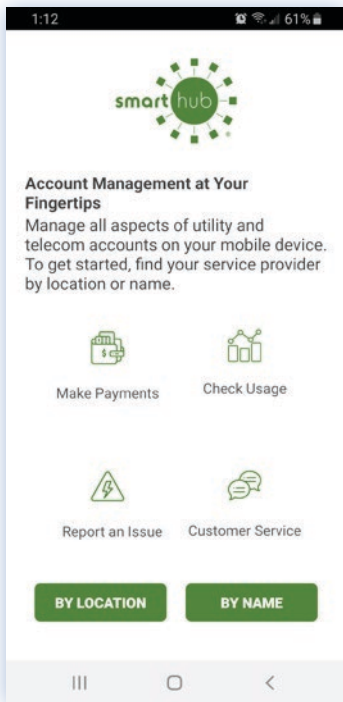 1:12 61%
smart hub
Account Management at Your
Fingertips
Manage all aspects of utility and
telecom accounts on your mobile device.
To get started, find your service provider
by location or name.
Make Payments Check Usage
Report an Issue Customer Service
BY LOCATION BY NAME